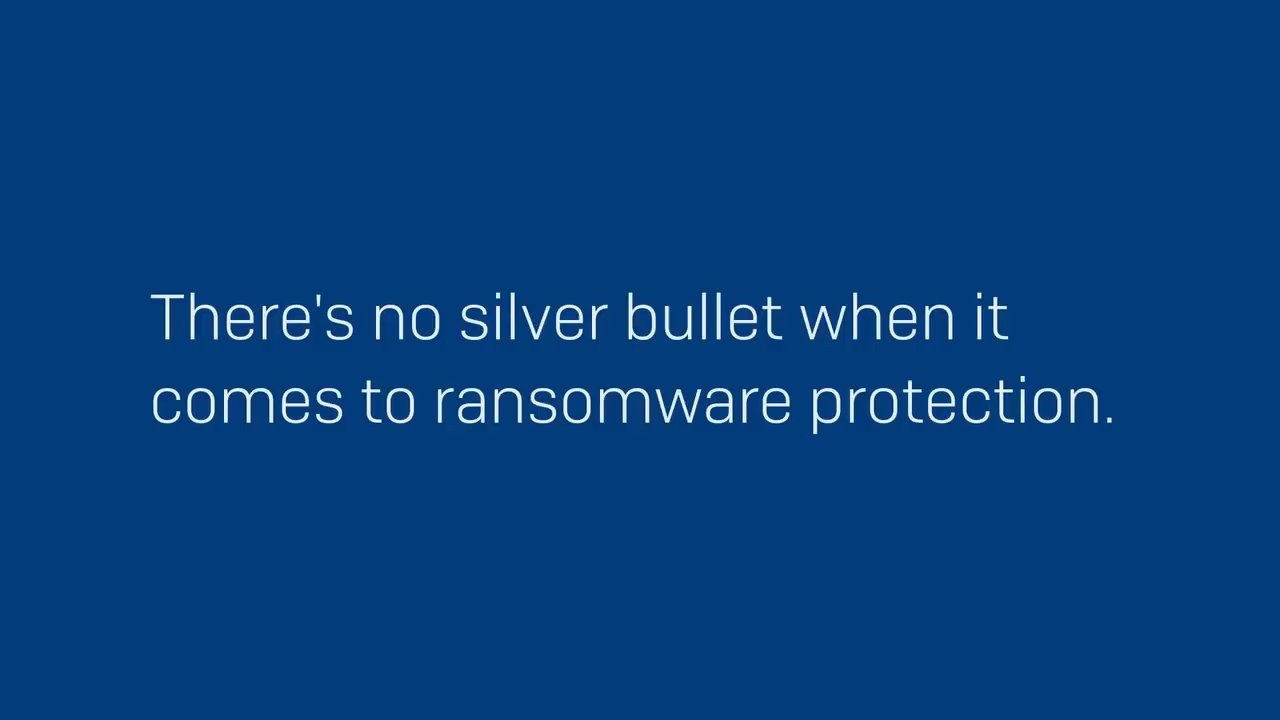 There's no silver bullet when it
comes to ransomware protection.